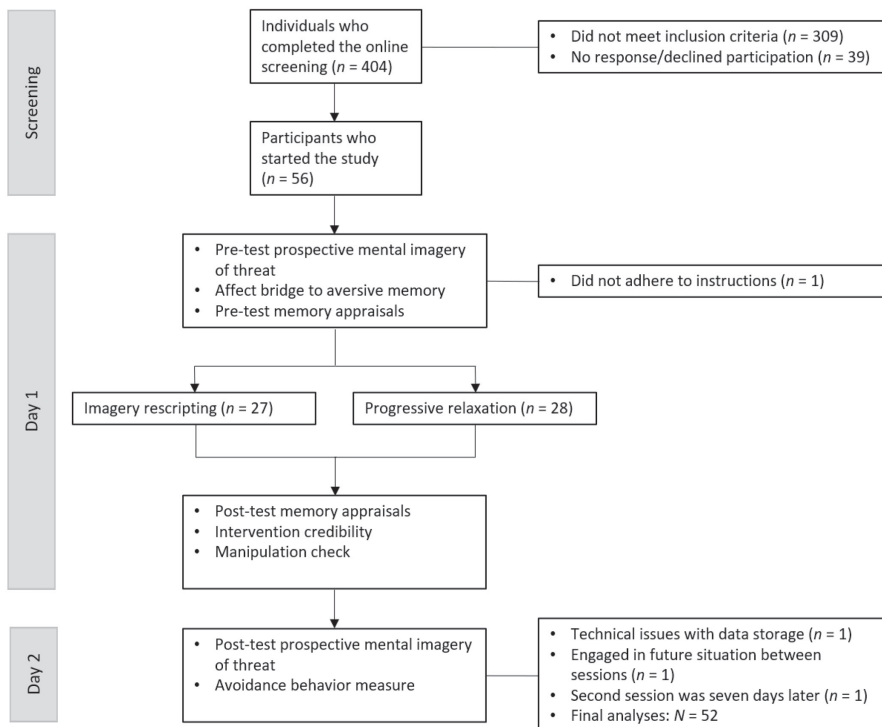 Screening
Individuals who
completed the online
screening (n = 404)
• Did not meet inclusion criteria (n = 309)
• No response/declined participation (n = 39)
Participants who
started the study
(n = 56)
Day 1
• Pre-test prospective mental imagery
of threat
• Affect bridge to aversive memory
• Pre-test memory appraisals
• Did not adhere to instructions (n = 1)
Imagery rescripting (n = 27)
Progressive relaxation (n = 28)
• Post-test memory appraisals
• Intervention credibility
• Manipulation check
Day 2
• Post-test prospective mental imagery
of threat
• Avoidance behavior measure
• Technical issues with data storage (n = 1)
• Engaged in future situation between
sessions (n = 1)
• Second session was seven days later (n = 1)
• Final analyses: N = 52